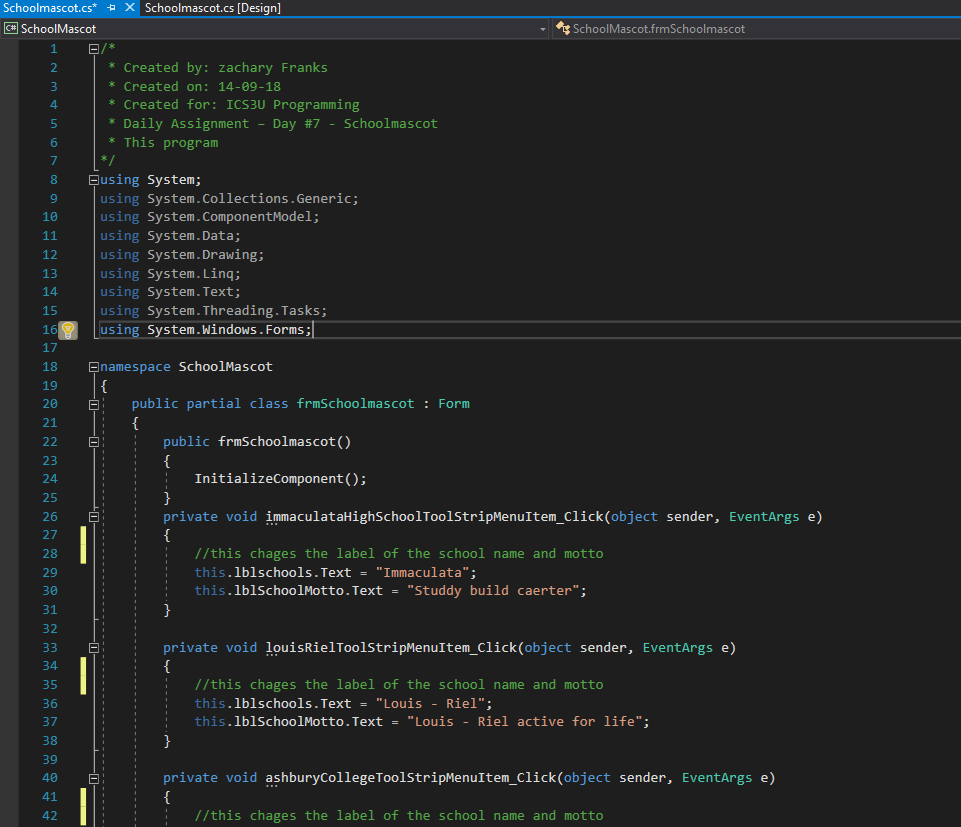 Schoolmascot.cs* Schoolmascot.cs [Design]
C# SchoolMascot SchoolMascot.frmSchoolmascot
1 /*
2 * Created by: zachary Franks
3 * Created on: 14-09-18
4 * Created for: ICS3U Programming
5 * Daily Assignment – Day #7 - Schoolmascot
6 * This program
7 */
8 using System;
9 using System.Collections.Generic;
10 using System.ComponentModel;
11 using System.Data;
12 using System.Drawing;
13 using System.Linq;
14 using System.Text;
15 using System.Threading.Tasks;
16 using System.Windows.Forms;
17
18 namespace SchoolMascot
19 {
20 public partial class frmSchoolmascot : Form
21 {
22 public frmSchoolmascot()
23 {
24 InitializeComponent();
25 }
26 private void immaculataHighSchoolToolStripMenuItem_Click(object sender, EventArgs e)
27 {
28 //this chages the label of the school name and motto
29 this.lblschools.Text = "Immaculata";
30 this.lblSchoolMotto.Text = "Studdy build caerter";
31 }
32
33 private void louisRielToolStripMenuItem_Click(object sender, EventArgs e)
34 {
35 //this chages the label of the school name and motto
36 this.lblschools.Text = "Louis - Riel";
37 this.lblSchoolMotto.Text = "Louis - Riel active for life";
38 }
39
40 private void ashburyCollegeToolStripMenuItem_Click(object sender, EventArgs e)
41 {
42 //this chages the label of the school name and motto